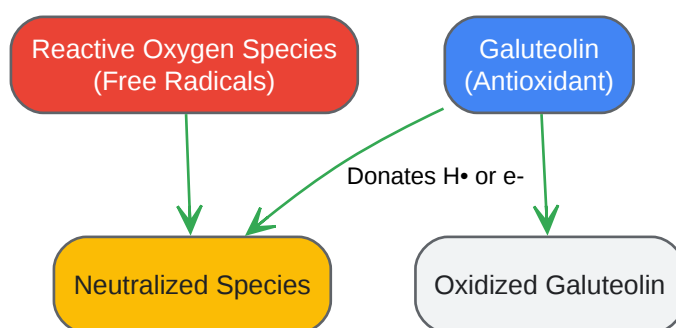 Reactive Oxygen Species
(Free Radicals)
Galuteolin
(Antioxidant)
Donates H• or e-
Neutralized Species
Oxidized Galuteolin